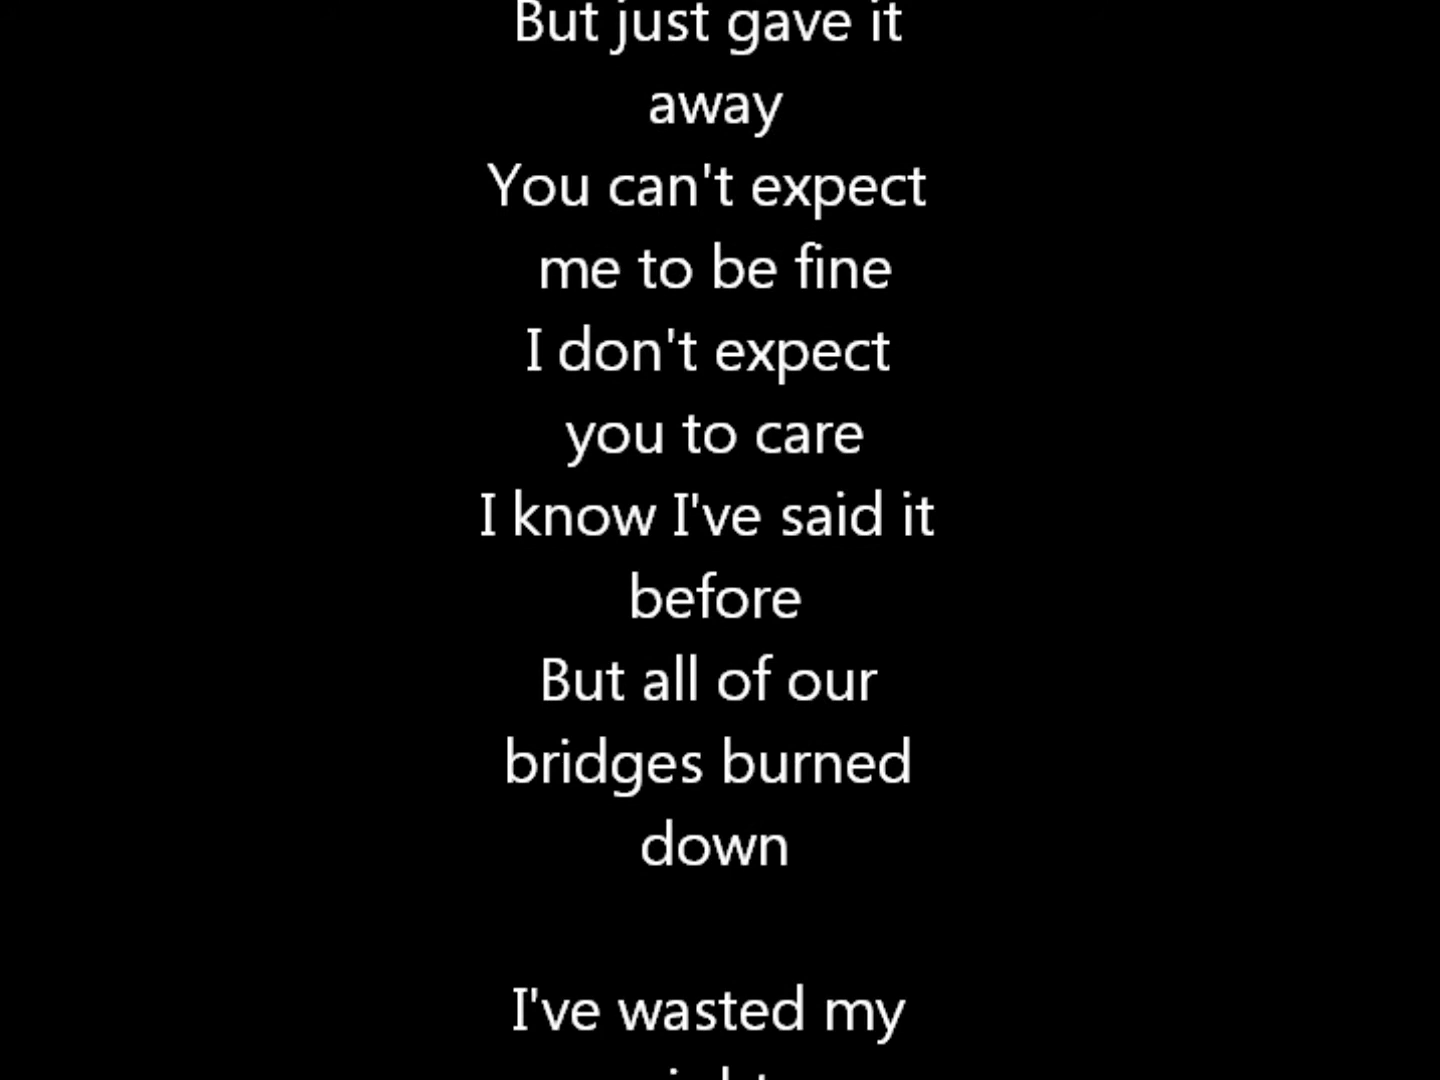 But just gave it
away
You can't expect
me to be fine
I don't expect
you to care
I know I've said it
before
But all of our
bridges burned
down
I've wasted my